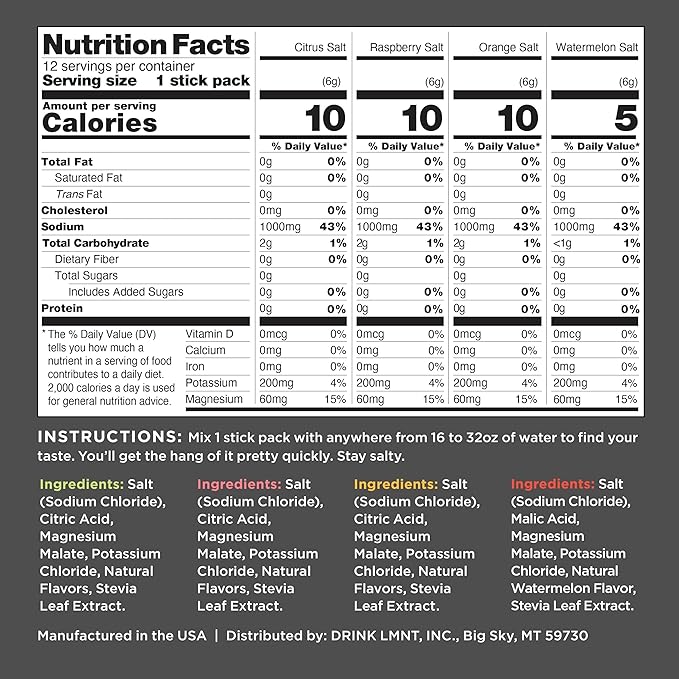 Nutrition Facts Citrus Salt Raspberry Salt Orange Salt Watermelon Salt
12 servings per container
Serving size 1 stick pack (6g) (6g) (6g) (6g)
Amount per serving
Calories 10 10 10 5
% Daily Value* % Daily Value* % Daily Value* % Daily Value*
Total Fat 0g 0% 0g 0% 0g 0% 0g 0%
Saturated Fat 0g 0% 0g 0% 0g 0% 0g 0%
Trans Fat 0g 0g 0g 0g
Cholesterol 0mg 0% 0mg 0% 0mg 0% 0mg 0%
Sodium 1000mg 43% 1000mg 43% 1000mg 43% 1000mg 43%
Total Carbohydrate 2g 1% 2g 1% 2g 1% <1g 1%
Dietary Fiber 0g 0% 0g 0% 0g 0% 0g 0%
Total Sugars 0g 0g 0g 0g
Includes Added Sugars 0g 0% 0g 0% 0g 0% 0g 0%
Protein 0g 0% 0g 0% 0g 0% 0g 0%
* The % Daily Value (DV)
tells you how much a
nutrient in a serving of food
contributes to a daily diet.
2,000 calories a day is used
for general nutrition advice.
Vitamin D 0mcg 0% 0mcg 0% 0mcg 0% 0mcg 0%
Calcium 0mg 0% 0mg 0% 0mg 0% 0mg 0%
Iron 0mg 0% 0mg 0% 0mg 0% 0mg 0%
Potassium 200mg 4% 200mg 4% 200mg 4% 200mg 4%
Magnesium 60mg 15% 60mg 15% 60mg 15% 60mg 15%
INSTRUCTIONS: Mix 1 stick pack with anywhere from 16 to 32oz of water to find your
taste. You'll get the hang of it pretty quickly. Stay salty.
Ingredients: Salt
(Sodium Chloride),
Citric Acid,
Magnesium
Malate, Potassium
Chloride, Natural
Flavors, Stevia
Leaf Extract.
Ingredients: Salt
(Sodium Chloride),
Citric Acid,
Magnesium
Malate, Potassium
Chloride, Natural
Flavors, Stevia
Leaf Extract.
Ingredients: Salt
(Sodium Chloride),
Citric Acid,
Magnesium
Malate, Potassium
Chloride, Natural
Flavors, Stevia
Leaf Extract.
Ingredients: Salt
(Sodium Chloride),
Malic Acid,
Magnesium
Malate, Potassium
Chloride, Natural
Watermelon Flavor,
Stevia Leaf Extract.
Manufactured in the USA | Distributed by: DRINK LMNT, INC., Big Sky, MT 59730